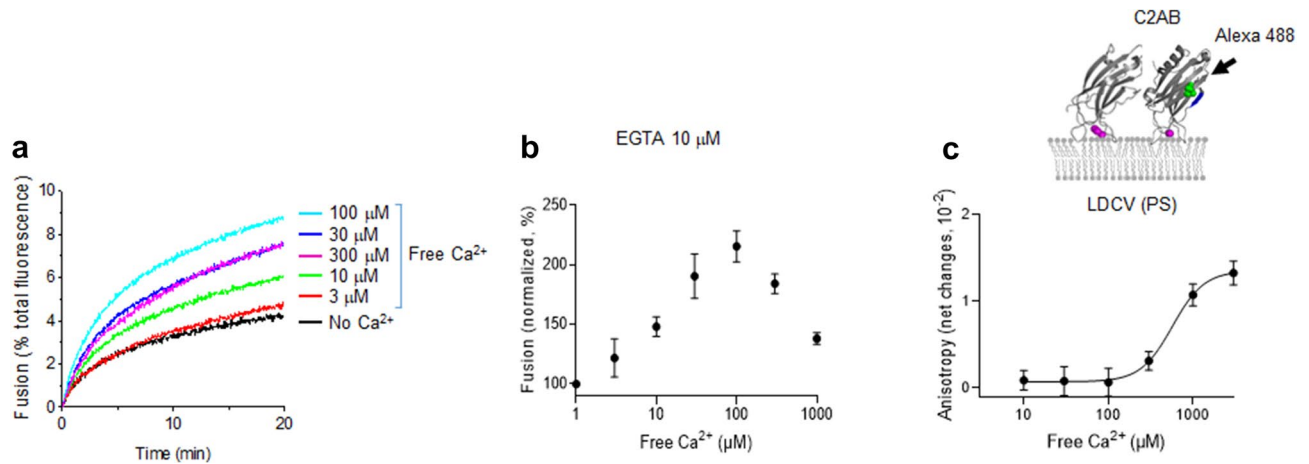 a
Fusion (% total fluorescence)
10
8
6
4
2
0
0
10
20
Time (min)
100 μM
30 μM
300 μM
10 μM
3 μM
No Ca²⁺
Free Ca²⁺
b
EGTA 10 μM
Fusion (normalized, %)
250
200
150
100
1
10
100
1000
Free Ca²⁺ (μM)
C2AB
Alexa 488
c
LDCV (PS)
Anisotropy (net changes, 10⁻²)
2
1
0
10
100
1000
Free Ca²⁺ (μM)